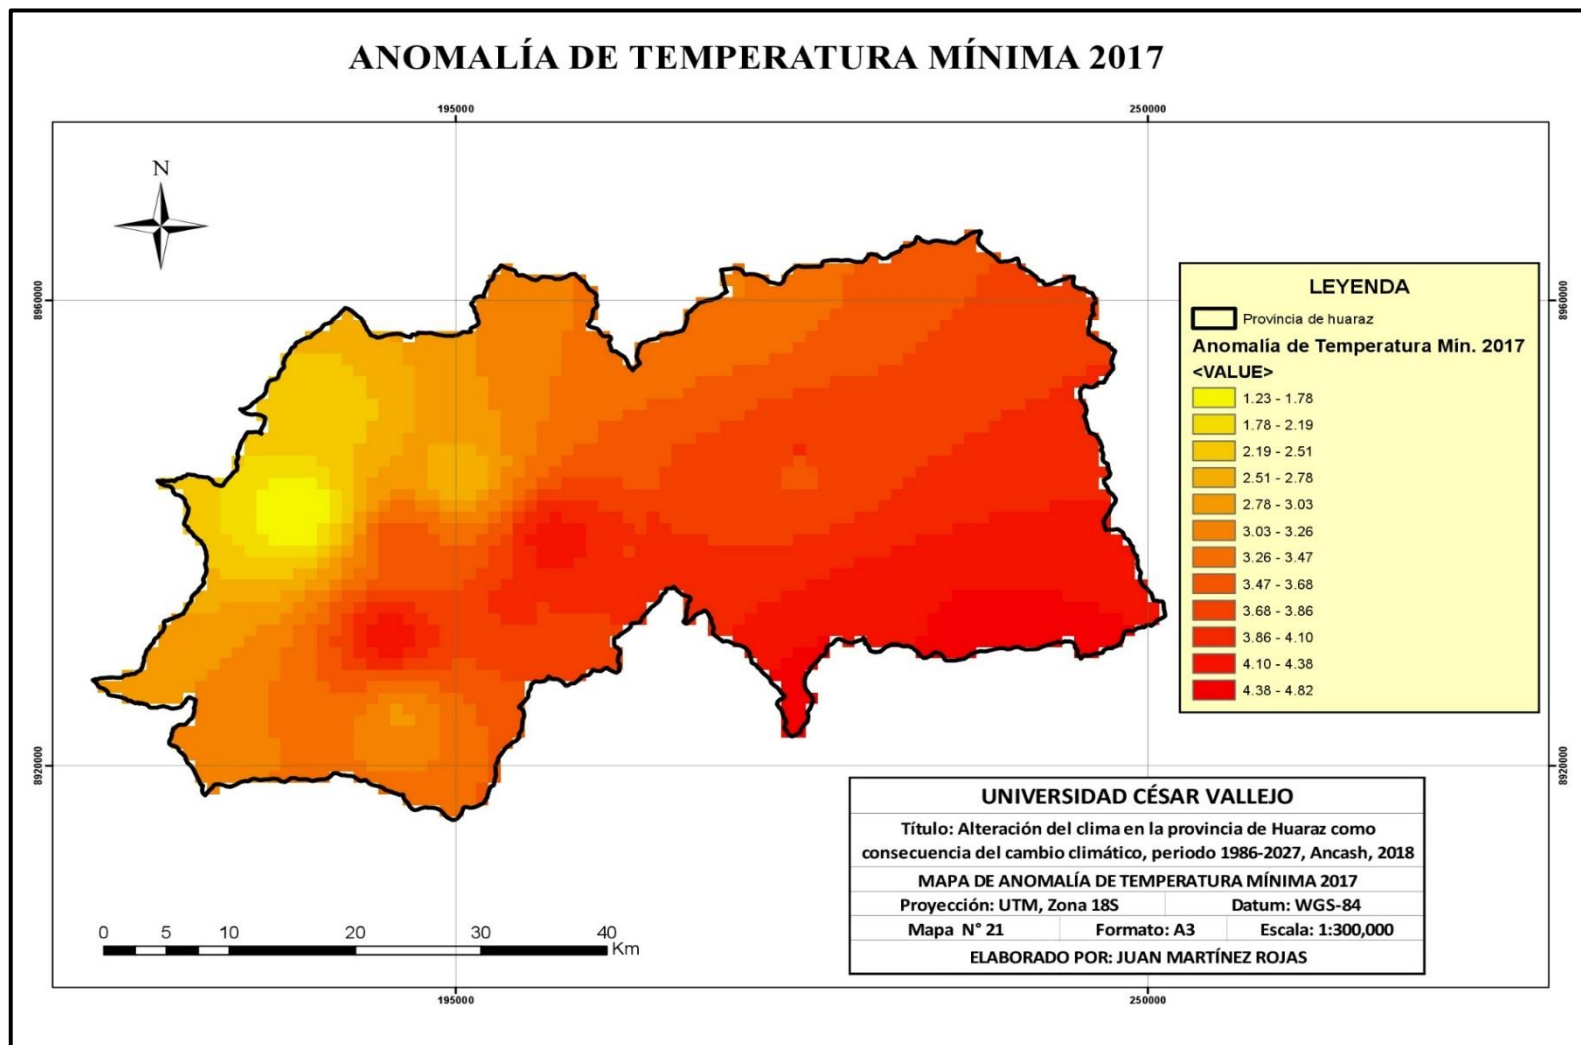 ANOMALÍA DE TEMPERATURA MÍNIMA 2017
195000
250000
N
8960000
8960000
LEYENDA
Provincia de huaraz
Anomalía de Temperatura Min. 2017
<VALUE>
1.23 - 1.78
1.78 - 2.19
2.19 - 2.51
2.51 - 2.78
2.78 - 3.03
3.03 - 3.26
3.26 - 3.47
3.47 - 3.68
3.68 - 3.86
3.86 - 4.10
4.10 - 4.38
4.38 - 4.82
8920000
8920000
UNIVERSIDAD CÉSAR VALLEJO
Título: Alteración del clima en la provincia de Huaraz como
consecuencia del cambio climático, periodo 1986-2027, Ancash, 2018
MAPA DE ANOMALÍA DE TEMPERATURA MÍNIMA 2017
Proyección: UTM, Zona 18S Datum: WGS-84
Mapa N° 21 Formato: A3 Escala: 1:300,000
ELABORADO POR: JUAN MARTÍNEZ ROJAS
0 5 10 20 30 40
Km
195000
250000